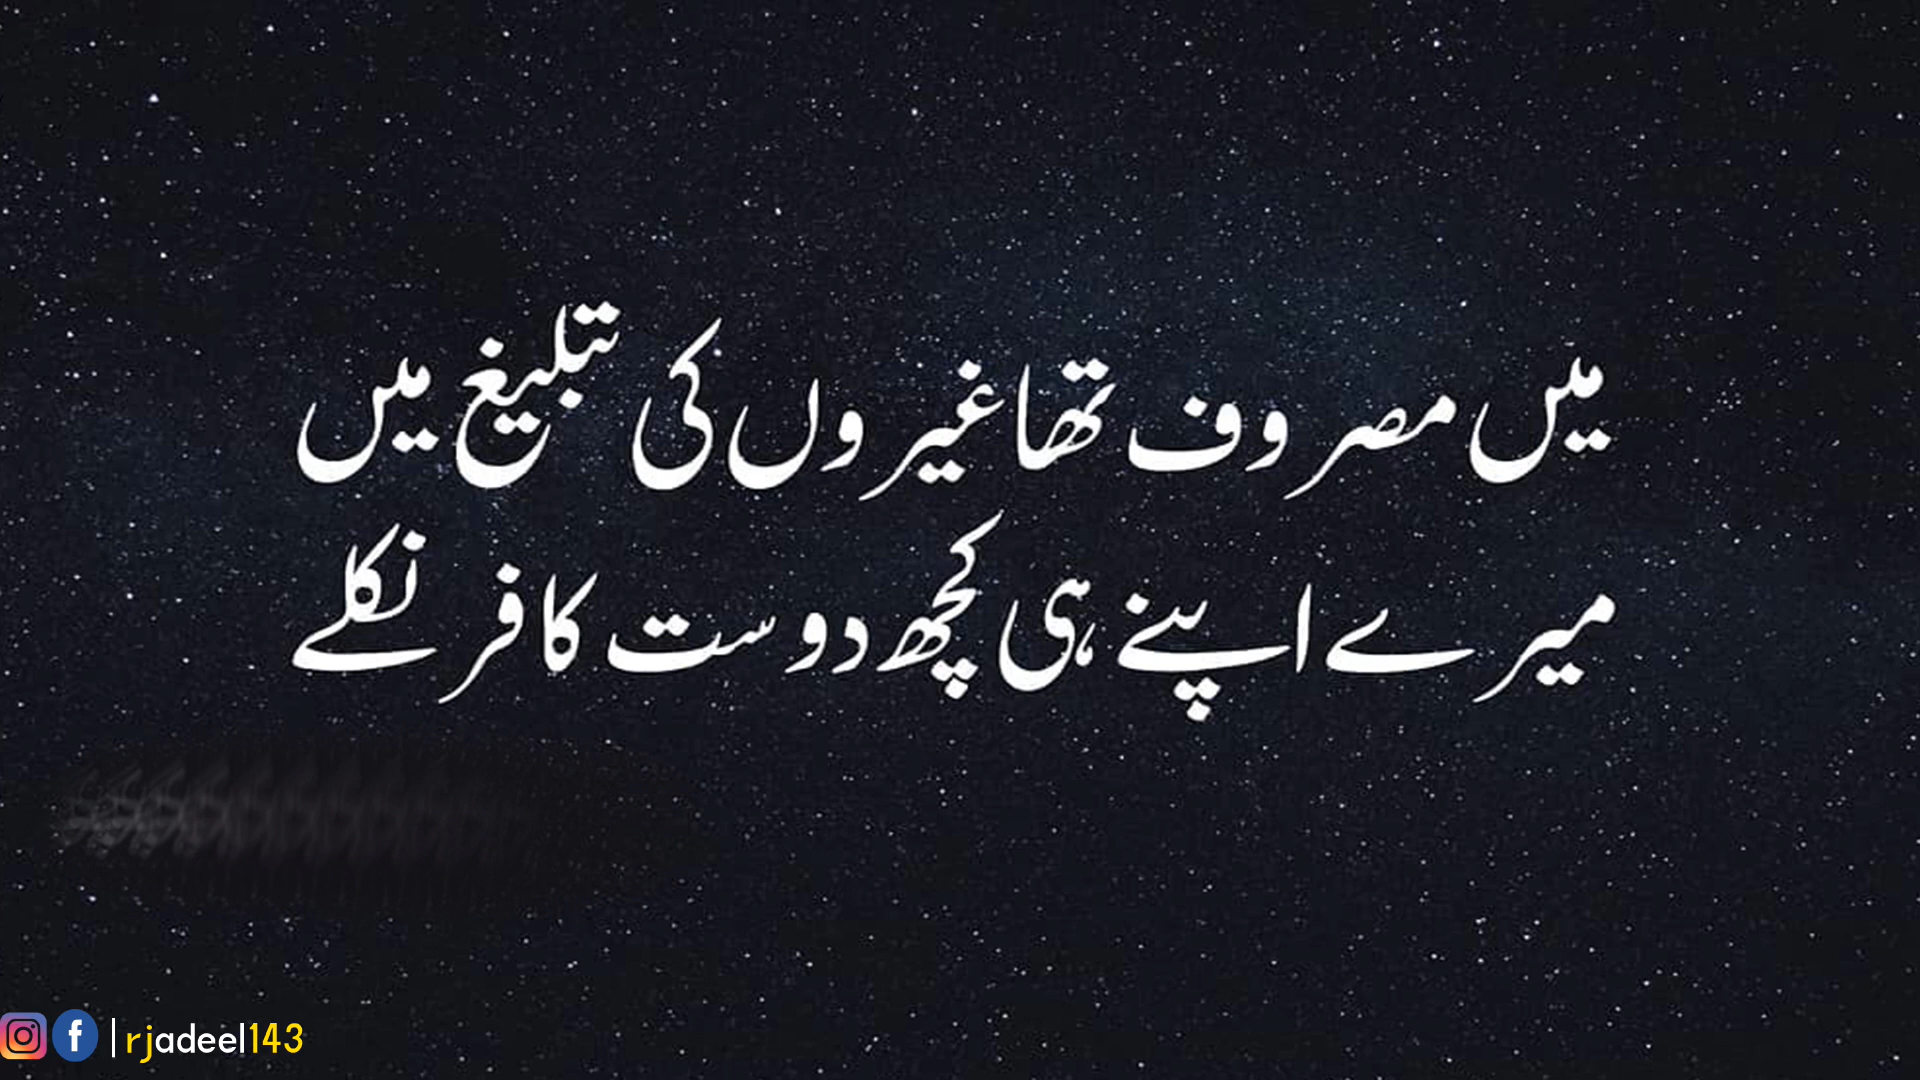 میں مصروف تھا غیروں کی تبلیغ میں
میرے اپنے ہی کچھ دوست کافر نکلے
|rjadeel143